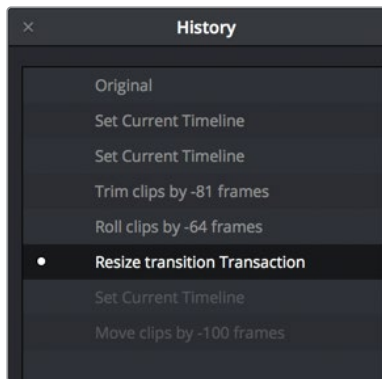 × History
Original
Set Current Timeline
Set Current Timeline
Trim clips by -81 frames
Roll clips by -64 frames
Resize transition Transaction
Set Current Timeline
Move clips by -100 frames